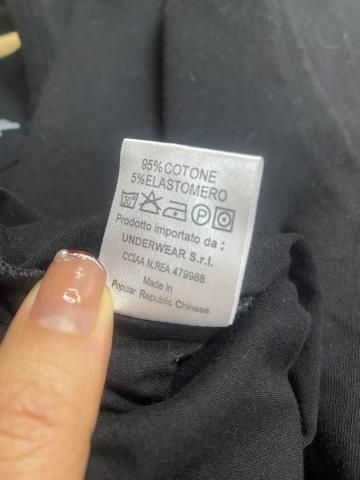 95% COTONE
5% ELASTOMERO
30° P
Prodotto importato da :
UNDERWEAR S.r.l.
CCIAA N.REA 479988
Made in
Popular Republic Chinese